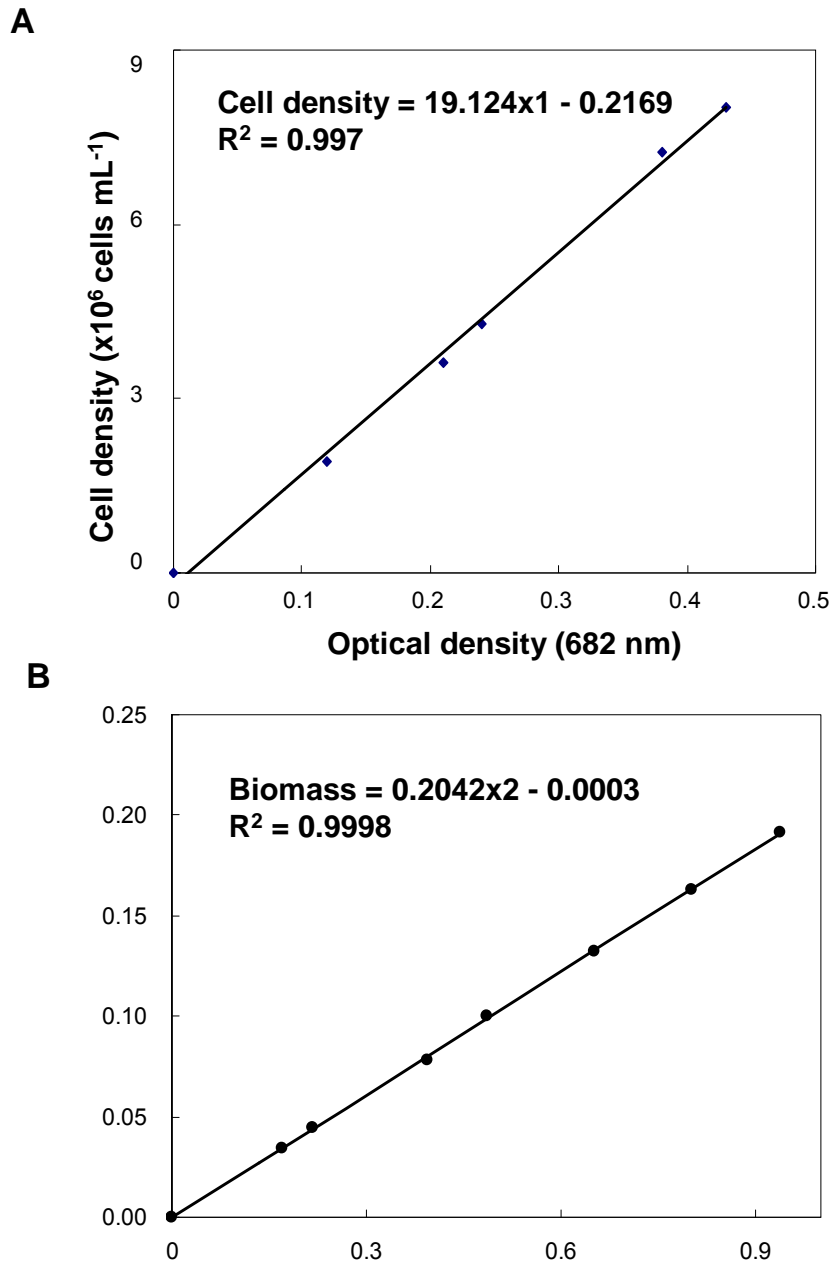 A
9
Cell density = 19.124x1 - 0.2169
R² = 0.997
6
3
0
Cell density (x10⁶ cells mL⁻¹)
0 0.1 0.2 0.3 0.4 0.5
Optical density (682 nm)
B
0.25
Biomass = 0.2042x2 - 0.0003
R² = 0.9998
0.20
0.15
0.10
0.05
0.00
0 0.3 0.6 0.9